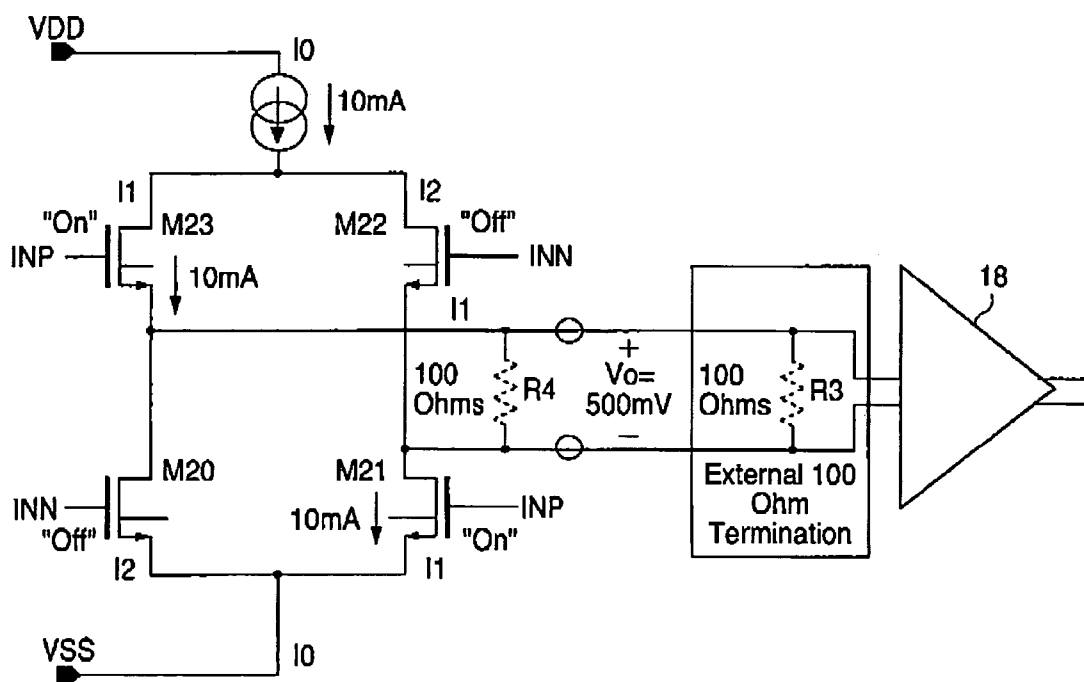 VDD
I0
10mA
I1
I2
"On"
M23
M22
"Off"
INP
INN
10mA
I1
18
100
Ohms
R4
+
Vo=
500mV
−
100
Ohms
R3
M20
M21
External 100
Ohm
Termination
INN
10mA
INP
"Off"
"On"
I2
I1
VSS
I0